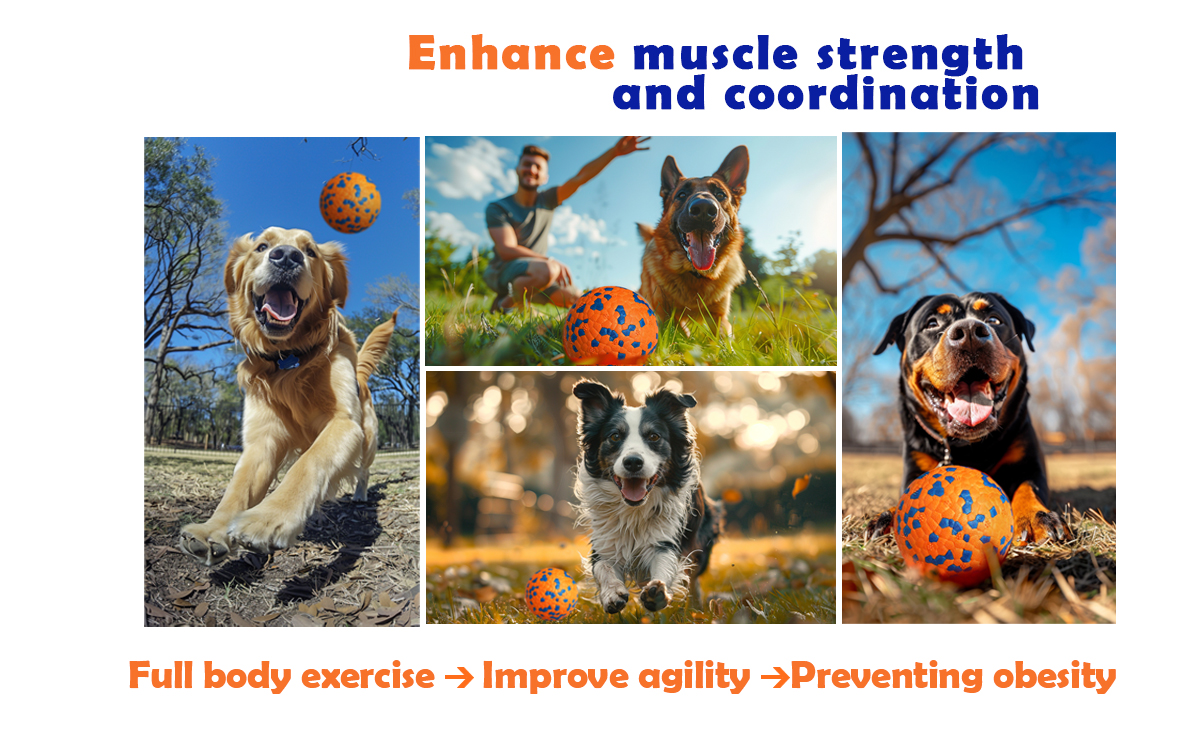 Enhance muscle strength
and coordination
Full body exercise → Improve agility →Preventing obesity